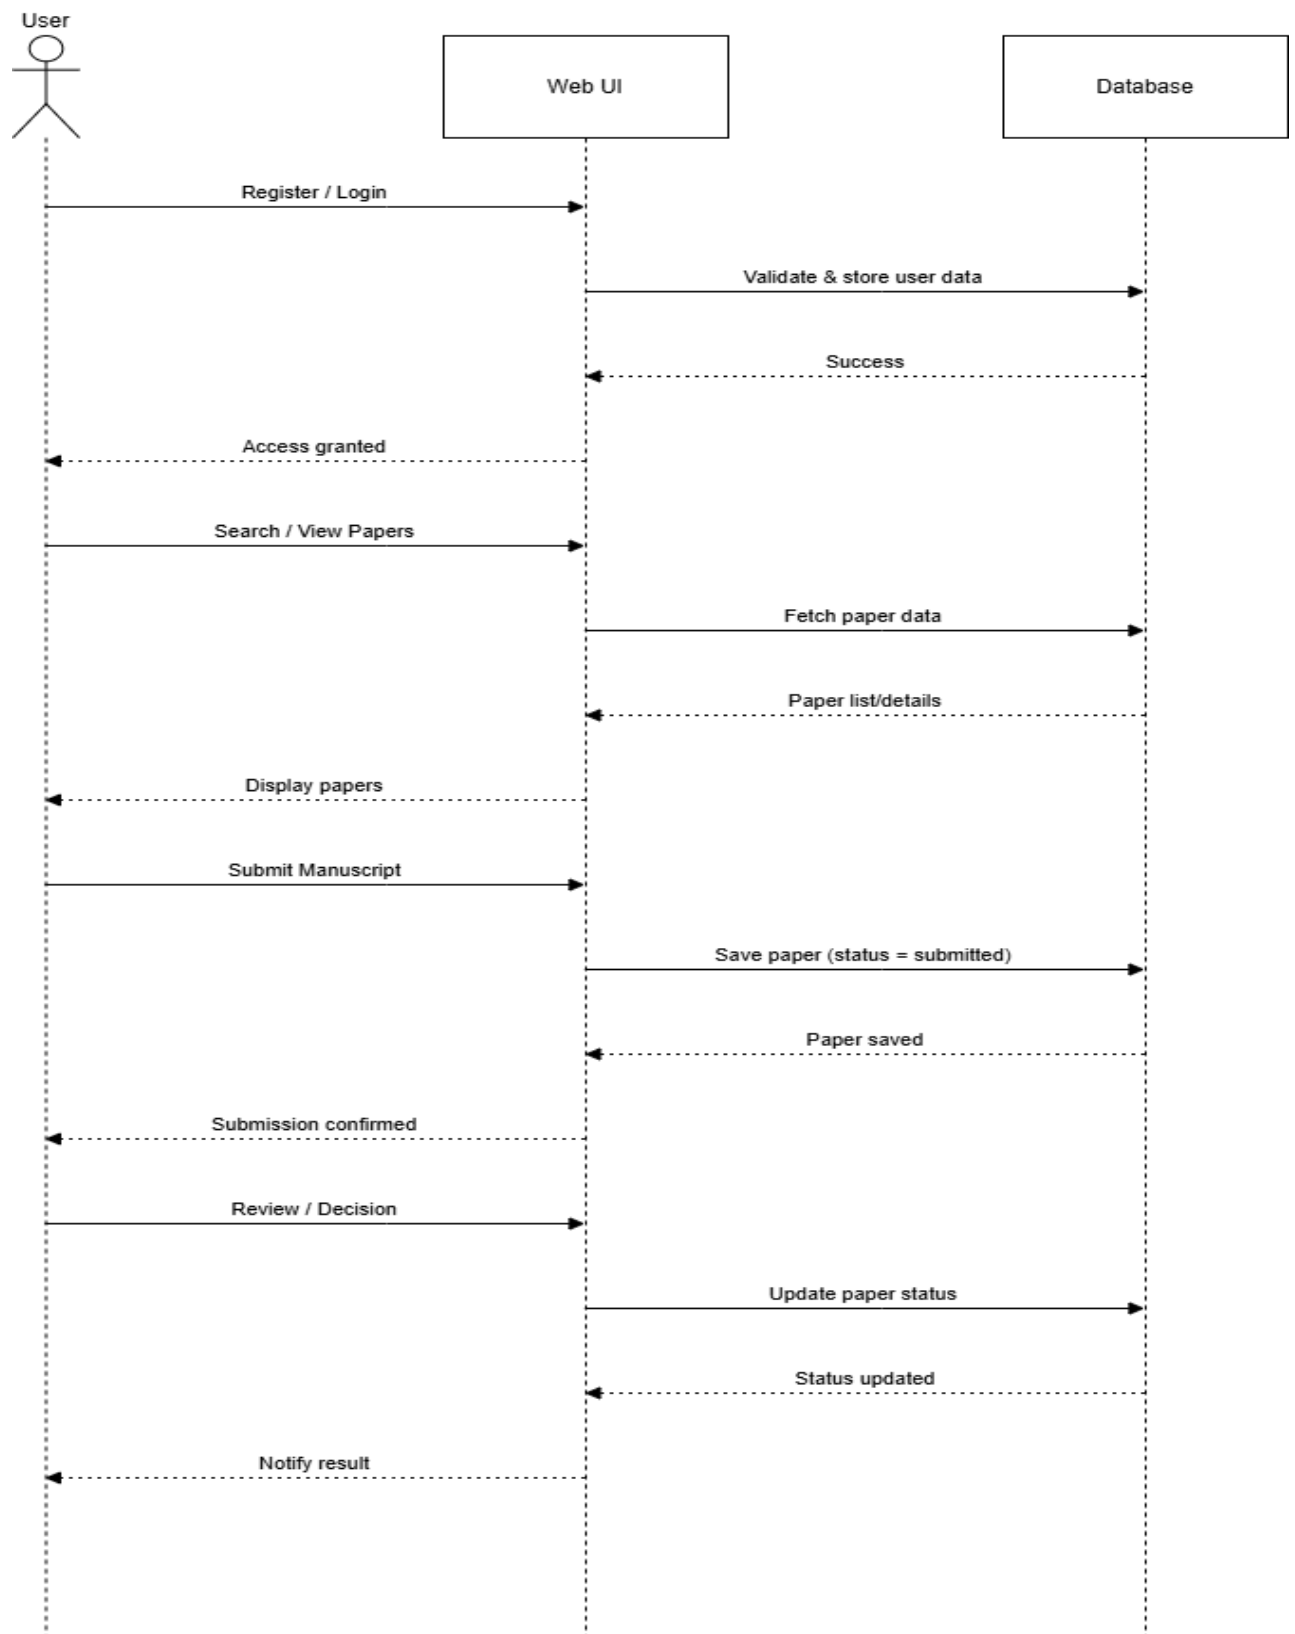 User
Web UI
Database
Register / Login
Validate & store user data
Success
Access granted
Search / View Papers
Fetch paper data
Paper list/details
Display papers
Submit Manuscript
Save paper (status = submitted)
Paper saved
Submission confirmed
Review / Decision
Update paper status
Status updated
Notify result